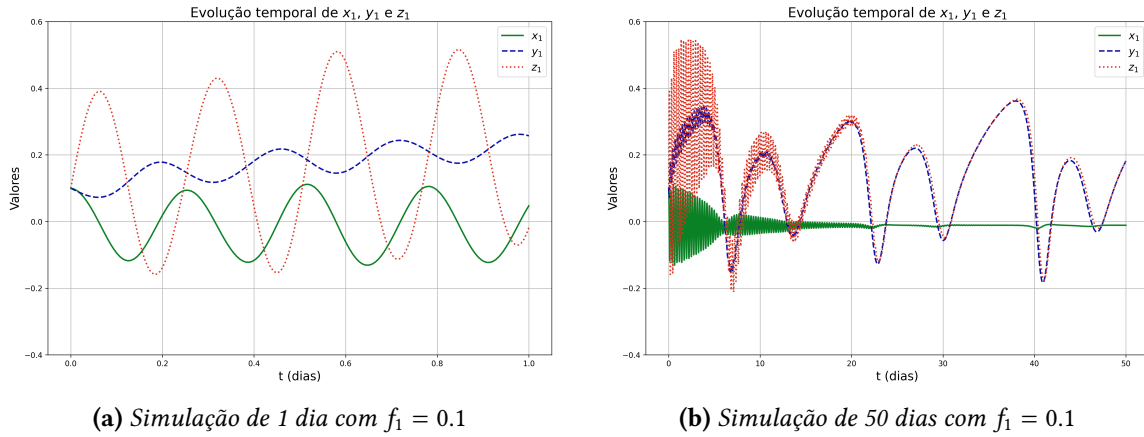 Evolução temporal de x₁, y₁ e z₁
0.6
0.4
0.2
0.0
−0.2
−0.4
Valores
x₁
y₁
z₁
0.0 0.2 0.4 0.6 0.8 1.0
t (dias)
(a) Simulação de 1 dia com f₁ = 0.1
Evolução temporal de x₁, y₁ e z₁
0.6
0.4
0.2
0.0
−0.2
−0.4
Valores
x₁
y₁
z₁
0 10 20 30 40 50
t (dias)
(b) Simulação de 50 dias com f₁ = 0.1